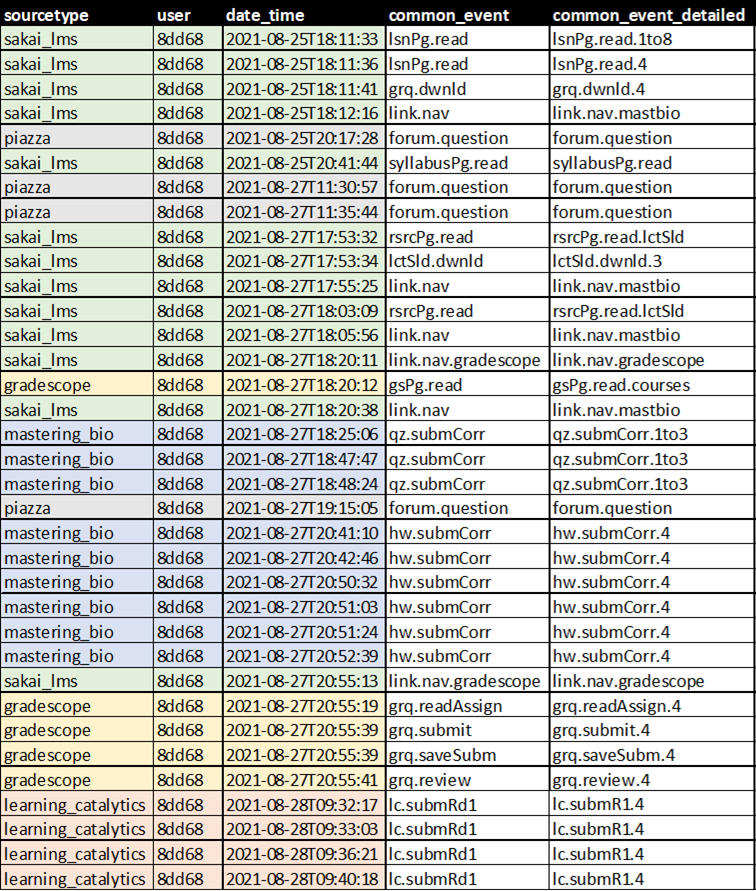 sourcetype user date_time common_event common_event_detailed
sakai_lms 8dd68 2021-08-25T18:11:33 lsnPg.read lsnPg.read.1to8
sakai_lms 8dd68 2021-08-25T18:11:36 lsnPg.read lsnPg.read.4
sakai_lms 8dd68 2021-08-25T18:11:41 grq.dwnld grq.dwnld.4
sakai_lms 8dd68 2021-08-25T18:12:16 link.nav link.nav.mastbio
piazza 8dd68 2021-08-25T20:17:28 forum.question forum.question
sakai_lms 8dd68 2021-08-25T20:41:44 syllabusPg.read syllabusPg.read
piazza 8dd68 2021-08-27T11:30:57 forum.question forum.question
piazza 8dd68 2021-08-27T11:35:44 forum.question forum.question
sakai_lms 8dd68 2021-08-27T17:53:32 rsrcPg.read rsrcPg.read.lctSld
sakai_lms 8dd68 2021-08-27T17:53:34 lctSld.dwnld lctSld.dwnld.3
sakai_lms 8dd68 2021-08-27T17:55:25 link.nav link.nav.mastbio
sakai_lms 8dd68 2021-08-27T18:03:09 rsrcPg.read rsrcPg.read.lctSld
sakai_lms 8dd68 2021-08-27T18:05:56 link.nav link.nav.mastbio
sakai_lms 8dd68 2021-08-27T18:20:11 link.nav.gradescope link.nav.gradescope
gradescope 8dd68 2021-08-27T18:20:12 gsPg.read gsPg.read.courses
sakai_lms 8dd68 2021-08-27T18:20:38 link.nav link.nav.mastbio
mastering_bio 8dd68 2021-08-27T18:25:06 qz.submCorr qz.submCorr.1to3
mastering_bio 8dd68 2021-08-27T18:47:47 qz.submCorr qz.submCorr.1to3
mastering_bio 8dd68 2021-08-27T18:48:24 qz.submCorr qz.submCorr.1to3
piazza 8dd68 2021-08-27T19:15:05 forum.question forum.question
mastering_bio 8dd68 2021-08-27T20:41:10 hw.submCorr hw.submCorr.4
mastering_bio 8dd68 2021-08-27T20:42:46 hw.submCorr hw.submCorr.4
mastering_bio 8dd68 2021-08-27T20:50:32 hw.submCorr hw.submCorr.4
mastering_bio 8dd68 2021-08-27T20:51:03 hw.submCorr hw.submCorr.4
mastering_bio 8dd68 2021-08-27T20:51:24 hw.submCorr hw.submCorr.4
mastering_bio 8dd68 2021-08-27T20:52:39 hw.submCorr hw.submCorr.4
sakai_lms 8dd68 2021-08-27T20:55:13 link.nav.gradescope link.nav.gradescope
gradescope 8dd68 2021-08-27T20:55:19 grq.readAssign grq.readAssign.4
gradescope 8dd68 2021-08-27T20:55:39 grq.submit grq.submit.4
gradescope 8dd68 2021-08-27T20:55:39 grq.saveSubm grq.saveSubm.4
gradescope 8dd68 2021-08-27T20:55:41 grq.review grq.review.4
learning_catalytics 8dd68 2021-08-28T09:32:17 lc.submRd1 lc.submR1.4
learning_catalytics 8dd68 2021-08-28T09:33:03 lc.submRd1 lc.submR1.4
learning_catalytics 8dd68 2021-08-28T09:36:21 lc.submRd1 lc.submR1.4
learning_catalytics 8dd68 2021-08-28T09:40:18 lc.submRd1 lc.submR1.4